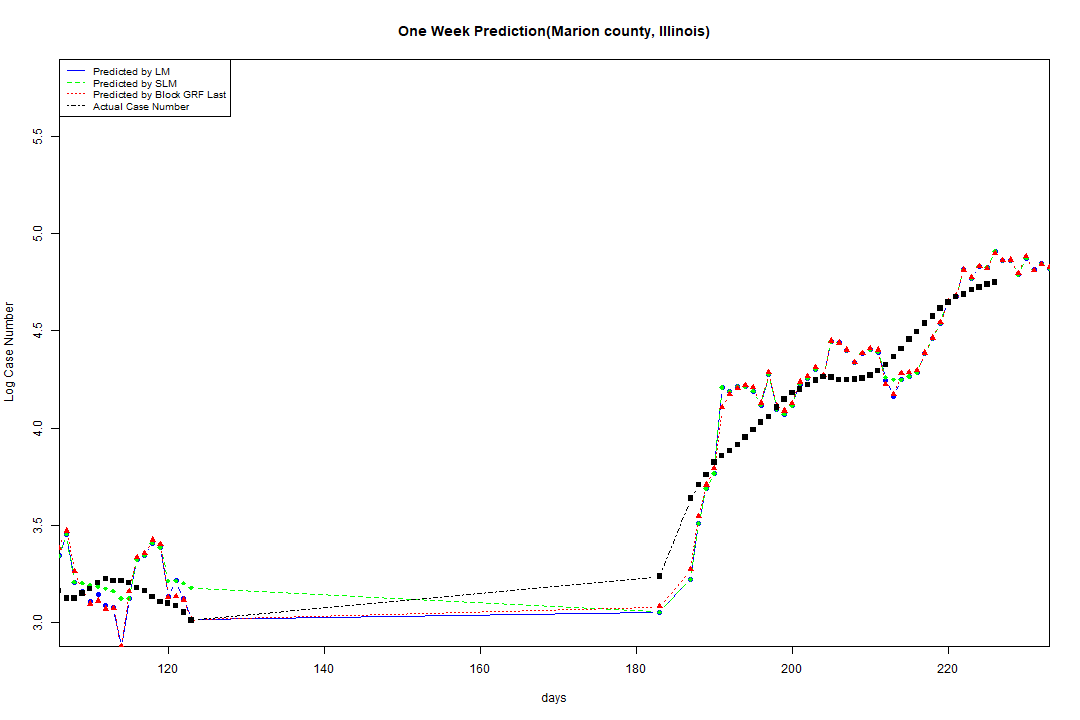 One Week Prediction(Marion county, Illinois)
Predicted by LM
Predicted by SLM
Predicted by Block GRF Last
Actual Case Number
Log Case Number
5.5
5.0
4.5
4.0
3.5
3.0
120 140 160 180 200 220
days